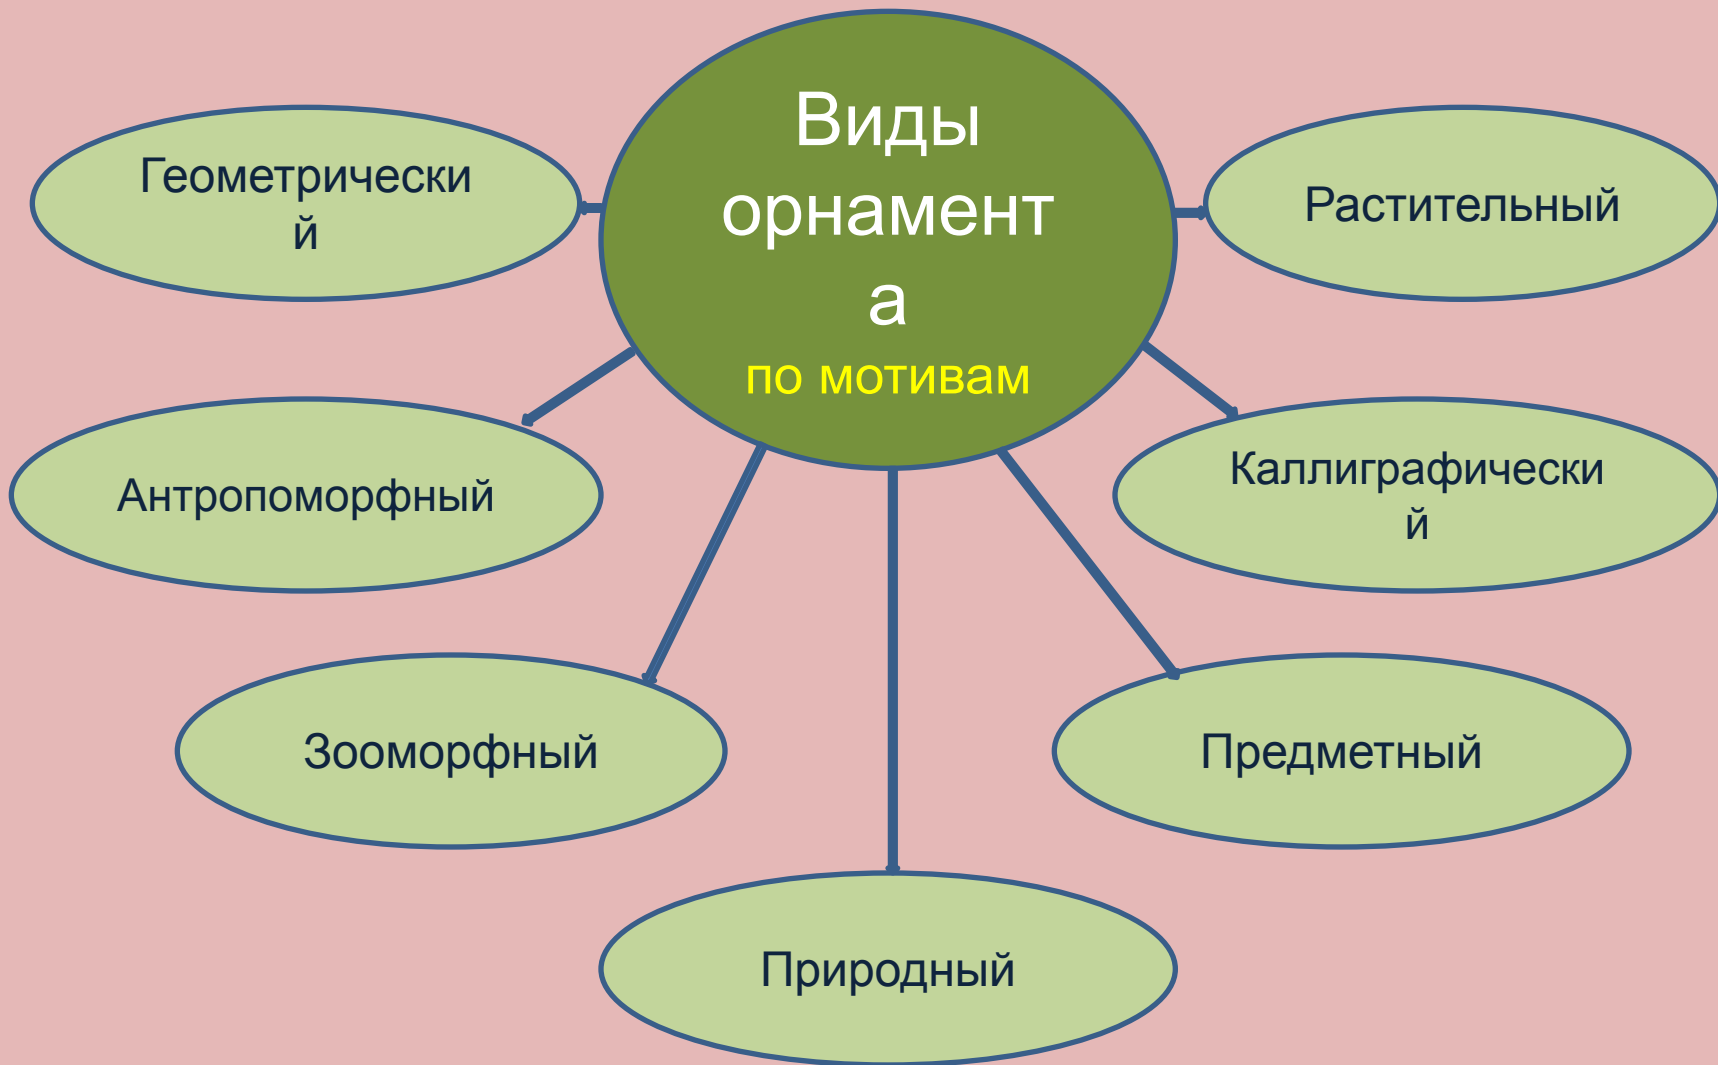 Виды
орнамент
а
по мотивам
Геометрически
й
Растительный
Антропоморфный
Каллиграфически
й
Зооморфный
Предметный
Природный